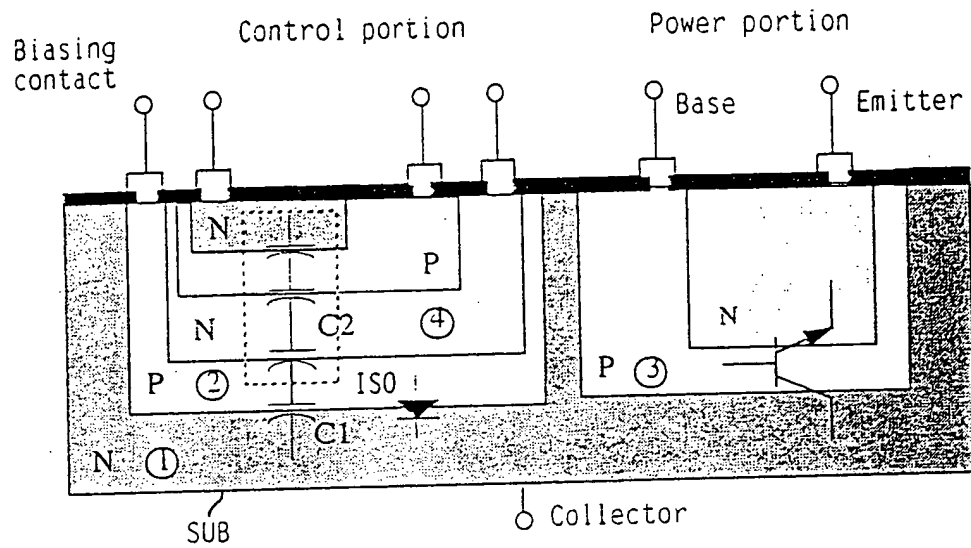 Control portion
Power portion
Biasing
contact
Base
Emitter
N
P
C2
N
④
N
P ②
ISO
P ③
C1
N ①
SUB
Collector